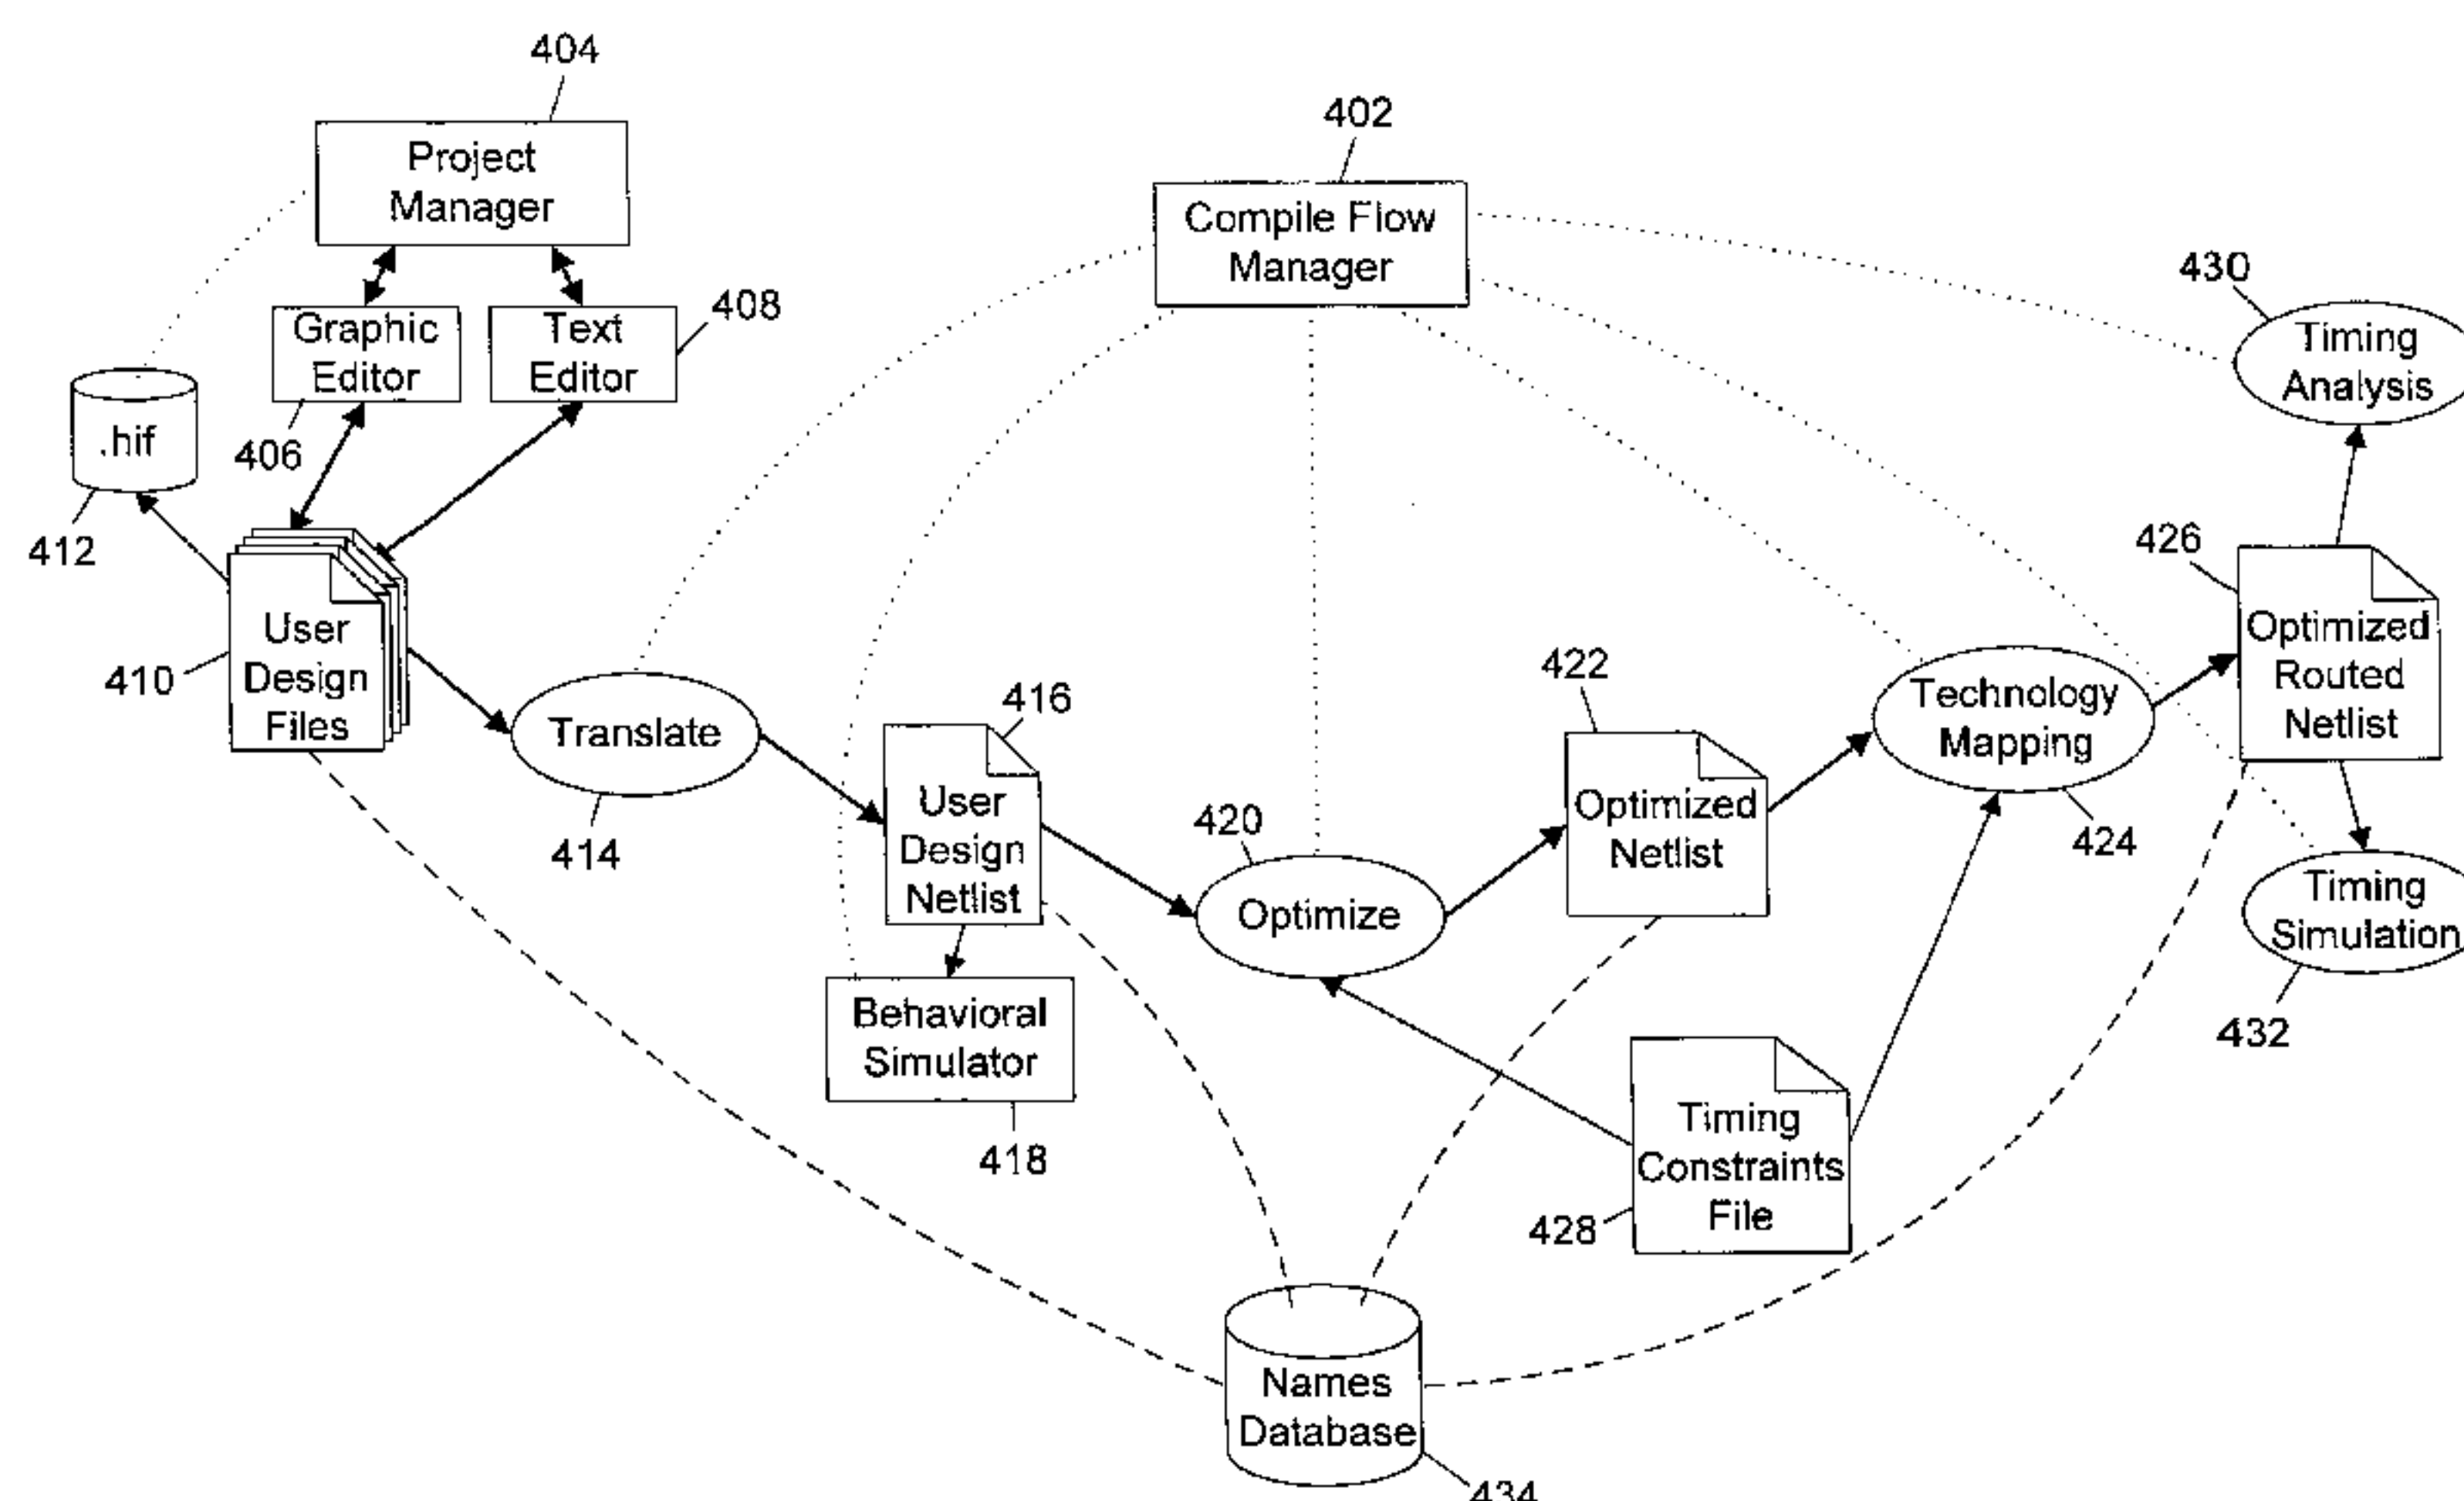 404
Project
Manager
402
Compile Flow
Manager
430
Timing
Analysis
Graphic
Editor
406
Text
Editor
408
.hif
412
User
Design
Files
410
Translate
414
416
User
Design
Netlist
Behavioral
Simulator
418
420
Optimize
422
Optimized
Netlist
Technology
Mapping
424
426
Optimized
Routed
Netlist
Timing
Simulation
432
Timing
Constraints
File
428
Names
Database
434